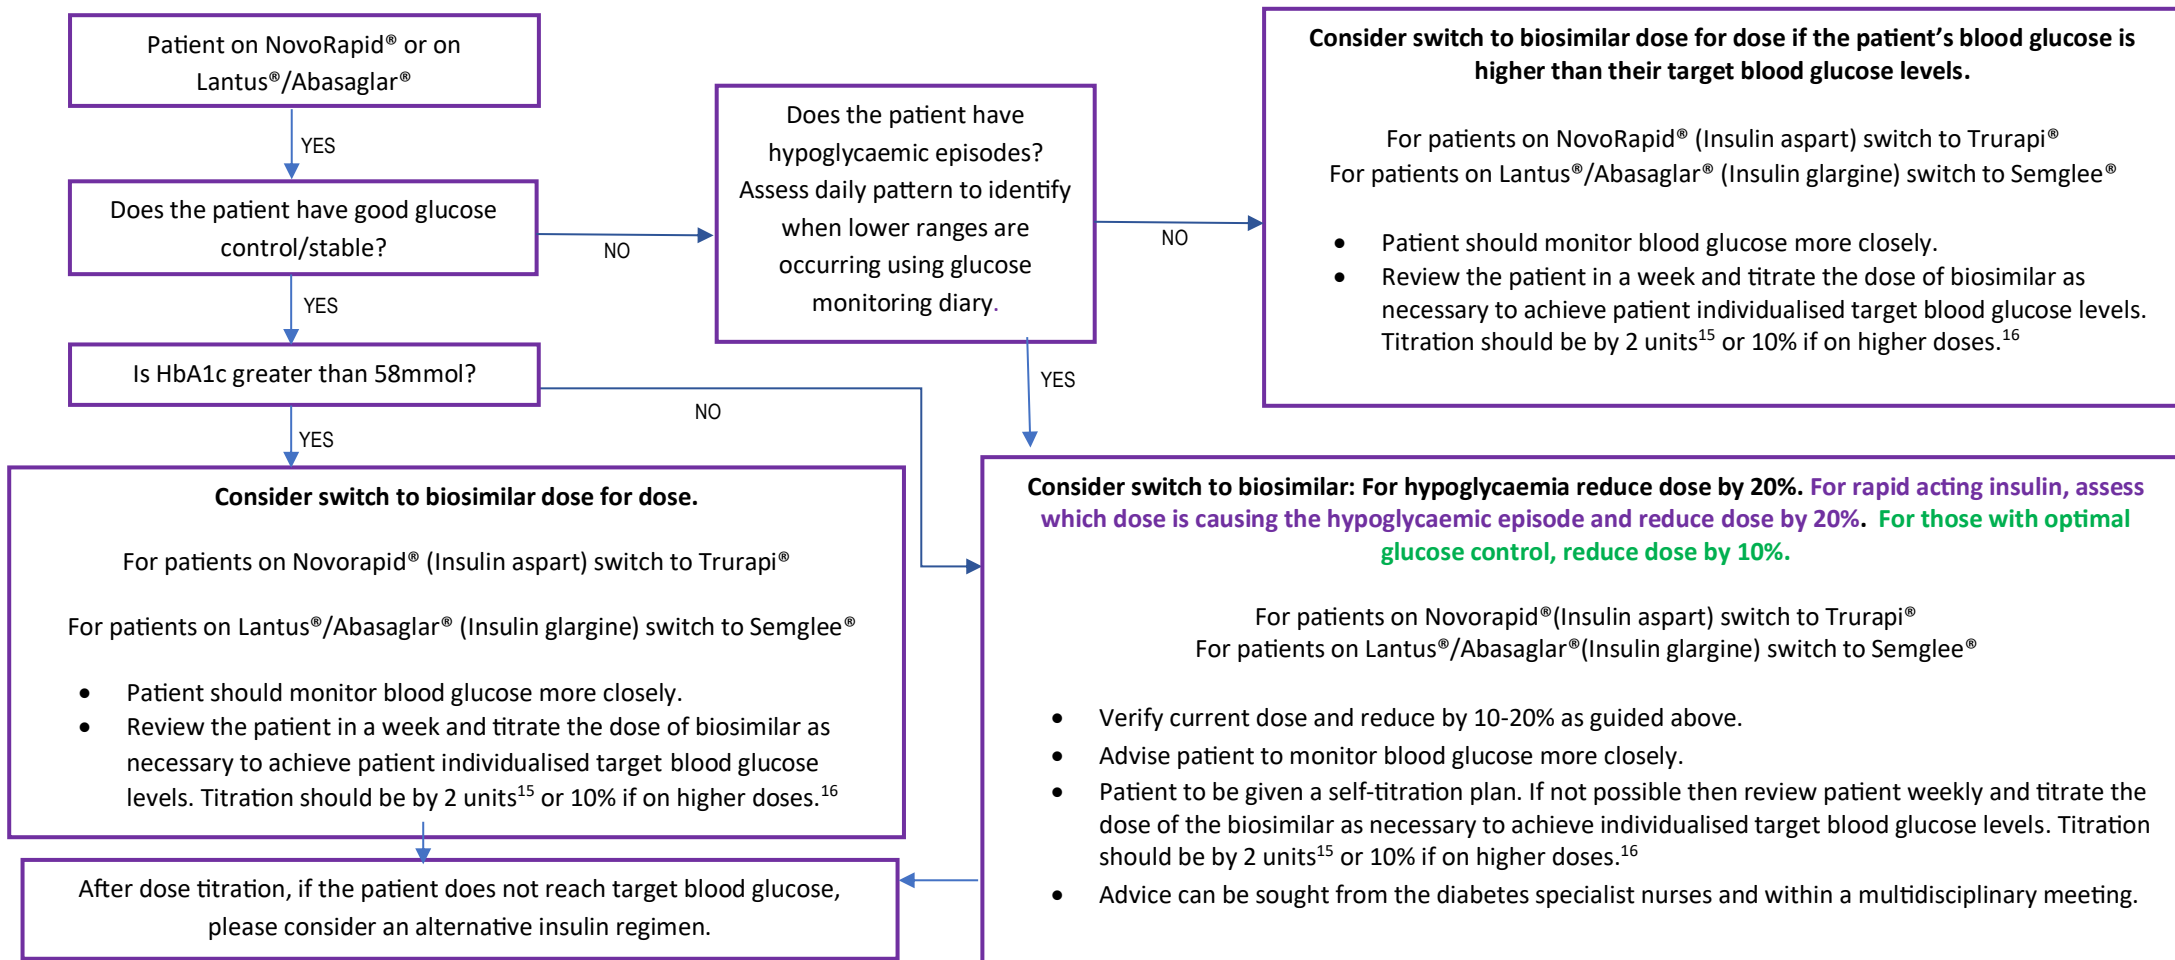 Patient on NovoRapid® or on
Lantus®/Abasaglar®
YES
Does the patient have good glucose
control/stable?
NO
YES
Is HbA1c greater than 58mmol?
NO
YES
Does the patient have
hypoglycaemic episodes?
Assess daily pattern to identify
when lower ranges are
occurring using glucose
monitoring diary.
NO
YES
Consider switch to biosimilar dose for dose if the patient’s blood glucose is
higher than their target blood glucose levels.
For patients on NovoRapid® (Insulin aspart) switch to Trurapi®
For patients on Lantus®/Abasaglar® (Insulin glargine) switch to Semglee®
• Patient should monitor blood glucose more closely.
• Review the patient in a week and titrate the dose of biosimilar as
necessary to achieve patient individualised target blood glucose levels.
Titration should be by 2 units¹⁵ or 10% if on higher doses.¹⁶
Consider switch to biosimilar dose for dose.
For patients on Novorapid® (Insulin aspart) switch to Trurapi®
For patients on Lantus®/Abasaglar® (Insulin glargine) switch to Semglee®
• Patient should monitor blood glucose more closely.
• Review the patient in a week and titrate the dose of biosimilar as
necessary to achieve patient individualised target blood glucose
levels. Titration should be by 2 units¹⁵ or 10% if on higher doses.¹⁶
Consider switch to biosimilar: For hypoglycaemia reduce dose by 20%. For rapid acting insulin, assess
which dose is causing the hypoglycaemic episode and reduce dose by 20%. For those with optimal
glucose control, reduce dose by 10%.
For patients on Novorapid®(Insulin aspart) switch to Trurapi®
For patients on Lantus®/Abasaglar®(Insulin glargine) switch to Semglee®
• Verify current dose and reduce by 10-20% as guided above.
• Advise patient to monitor blood glucose more closely.
• Patient to be given a self-titration plan. If not possible then review patient weekly and titrate the
dose of the biosimilar as necessary to achieve individualised target blood glucose levels. Titration
should be by 2 units¹⁵ or 10% if on higher doses.¹⁶
• Advice can be sought from the diabetes specialist nurses and within a multidisciplinary meeting.
After dose titration, if the patient does not reach target blood glucose,
please consider an alternative insulin regimen.